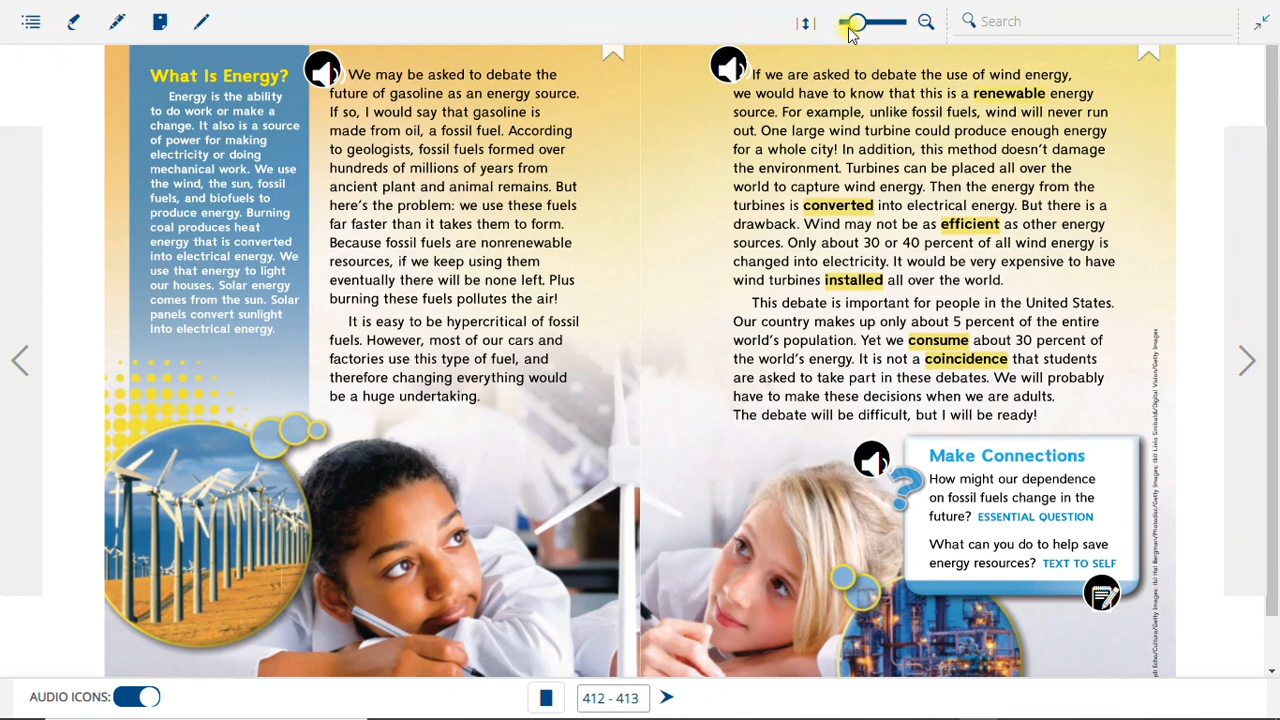 Search
What Is Energy?
Energy is the ability
to do work or make a
change. It also is a source
of power for making
electricity or doing
mechanical work. We use
the wind, the sun, fossil
fuels, and biofuels to
produce energy. Burning
coal produces heat
energy that is converted
into electrical energy. We
use that energy to light
our houses. Solar energy
comes from the sun. Solar
panels convert sunlight
into electrical energy.
We may be asked to debate the
future of gasoline as an energy source.
If so, I would say that gasoline is
made from oil, a fossil fuel. According
to geologists, fossil fuels formed over
hundreds of millions of years from
ancient plant and animal remains. But
here's the problem: we use these fuels
far faster than it takes them to form.
Because fossil fuels are nonrenewable
resources, if we keep using them
eventually there will be none left. Plus
burning these fuels pollutes the air!
It is easy to be hypercritical of fossil
fuels. However, most of our cars and
factories use this type of fuel, and
therefore changing everything would
be a huge undertaking.
If we are asked to debate the use of wind energy,
we would have to know that this is a renewable energy
source. For example, unlike fossil fuels, wind will never run
out. One large wind turbine could produce enough energy
for a whole city! In addition, this method doesn't damage
the environment. Turbines can be placed all over the
world to capture wind energy. Then the energy from the
turbines is converted into electrical energy. But there is a
drawback. Wind may not be as efficient as other energy
sources. Only about 30 or 40 percent of all wind energy is
changed into electricity. It would be very expensive to have
wind turbines installed all over the world.
This debate is important for people in the United States.
Our country makes up only about 5 percent of the entire
world's population. Yet we consume about 30 percent of
the world's energy. It is not a coincidence that students
are asked to take part in these debates. We will probably
have to make these decisions when we are adults.
The debate will be difficult, but I will be ready!
Make Connections
How might our dependence
on fossil fuels change in the
future? ESSENTIAL QUESTION
What can you do to help save
energy resources? TEXT TO SELF
AUDIO ICONS:
412 - 413